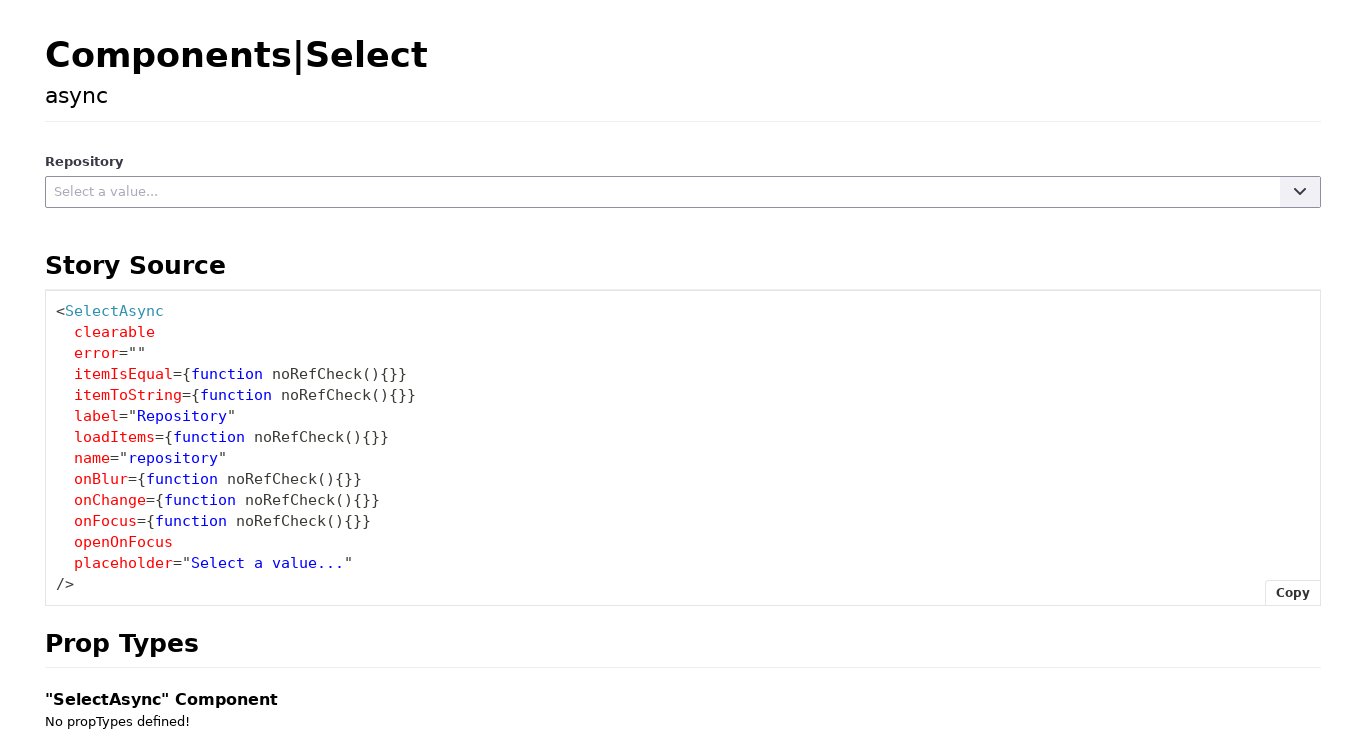 Components|Select
async
Repository
Select a value...
Story Source
<SelectAsync
  clearable
  error=""
  itemIsEqual={function noRefCheck(){}}
  itemToString={function noRefCheck(){}}
  label="Repository"
  loadItems={function noRefCheck(){}}
  name="repository"
  onBlur={function noRefCheck(){}}
  onChange={function noRefCheck(){}}
  onFocus={function noRefCheck(){}}
  openOnFocus
  placeholder="Select a value..."
/>
Copy
Prop Types
"SelectAsync" Component
No propTypes defined!